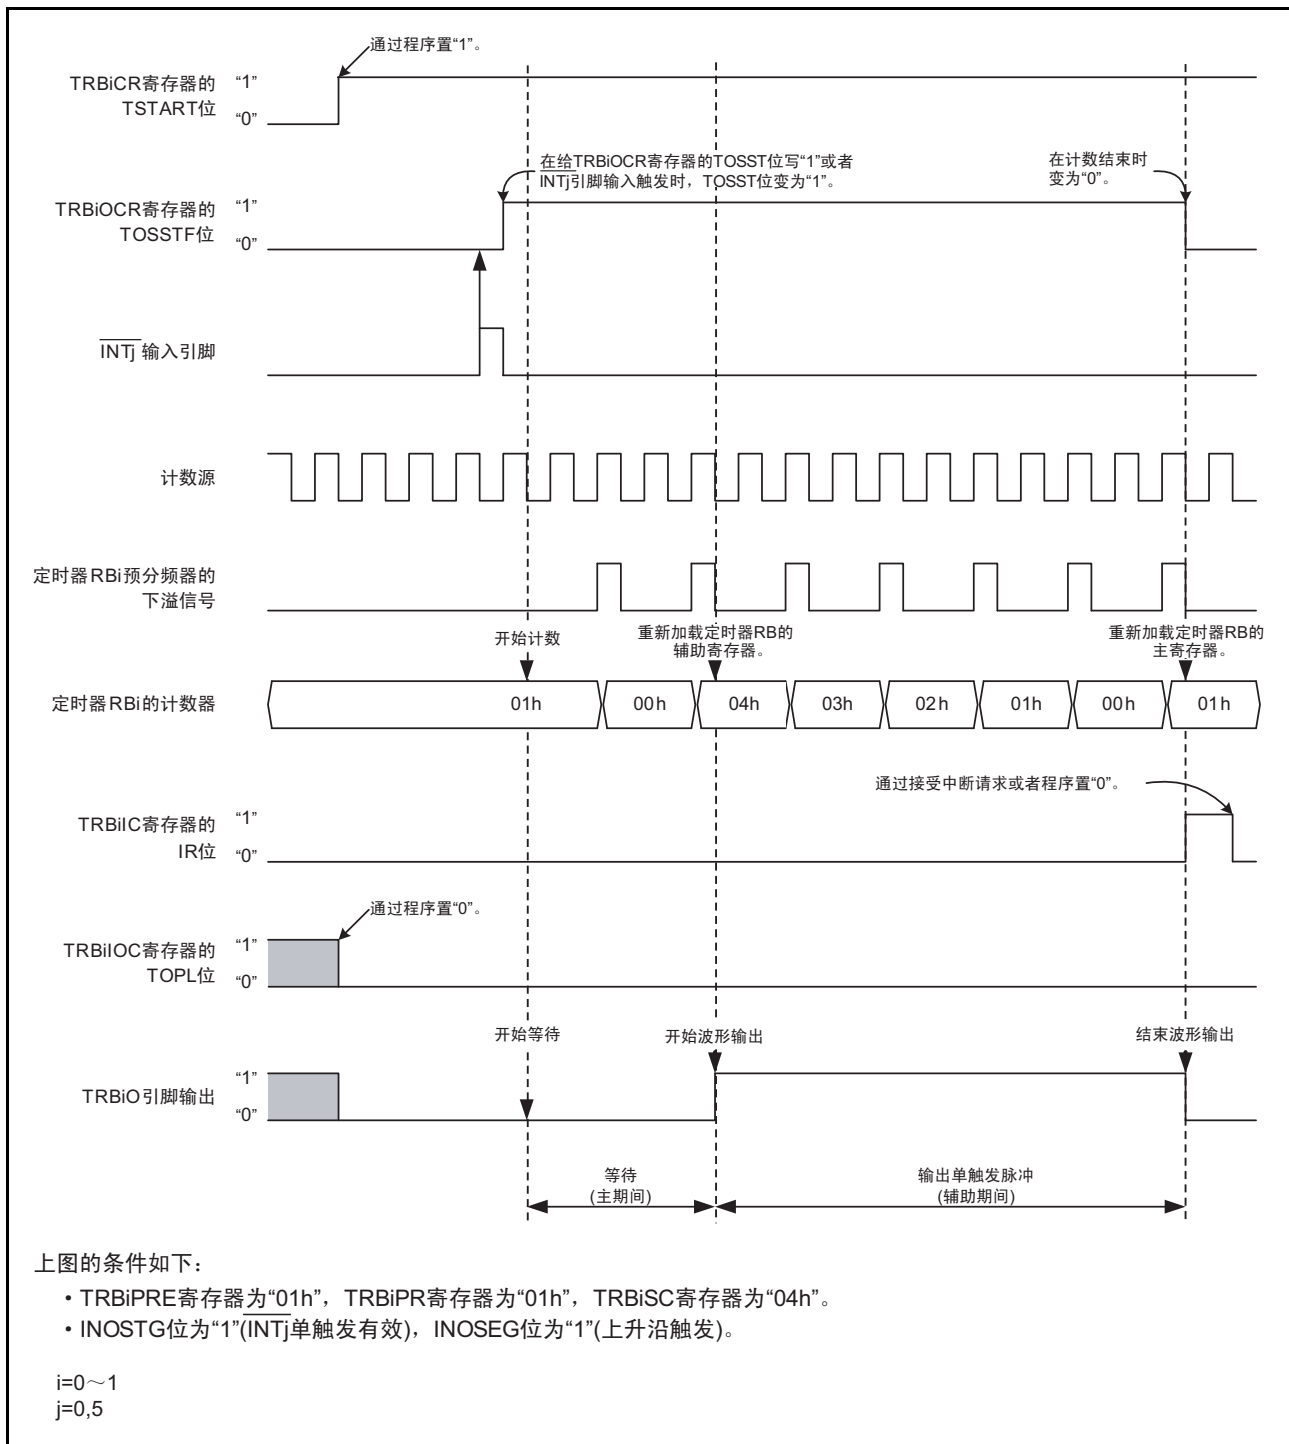 通过程序置“1”。
TRBiCR寄存器的
TSTART位
“1”
“0”
在给TRBiOCR寄存器的TOSST位写“1”或者
INTj引脚输入触发时，TOSST位变为“1”。
在计数结束时
变为“0”。
TRBiOCR寄存器的
TOSSTF位
“1”
“0”
INTj 输入引脚
计数源
定时器RBi预分频器的
下溢信号
开始计数
重新加载定时器RB的
辅助寄存器。
重新加载定时器RB的
主寄存器。
定时器RBi的计数器
01h
00h
04h
03h
02h
01h
00h
01h
通过接受中断请求或者程序置“0”。
TRBiIC寄存器的
IR位
“1”
“0”
通过程序置“0”。
TRBiIOC寄存器的
TOPL位
“1”
“0”
开始等待
开始波形输出
结束波形输出
TRBiO引脚输出
“1”
“0”
等待
(主期间)
输出单触发脉冲
(辅助期间)
上图的条件如下：
・TRBiPRE寄存器为“01h”，TRBiPR寄存器为“01h”，TRBiSC寄存器为“04h”。
・INOSTG位为“1”(INTj单触发有效)，INOSEG位为“1”(上升沿触发)。
i=0～1
j=0,5